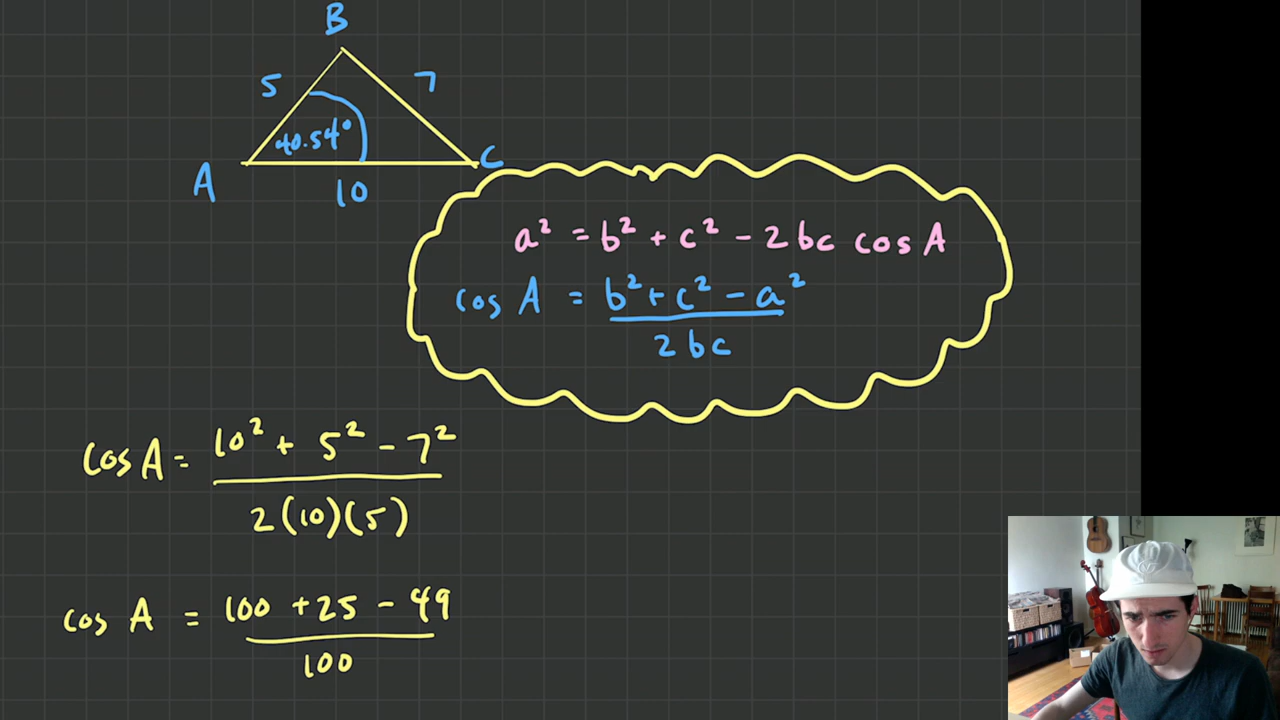 B
5
7
40.54°
A
C
10
a² = b² + c² - 2bc cos A
cos A = b² + c² - a²
2bc
cos A = 10² + 5² - 7²
2(10)(5)
cos A = 100 + 25 - 49
100